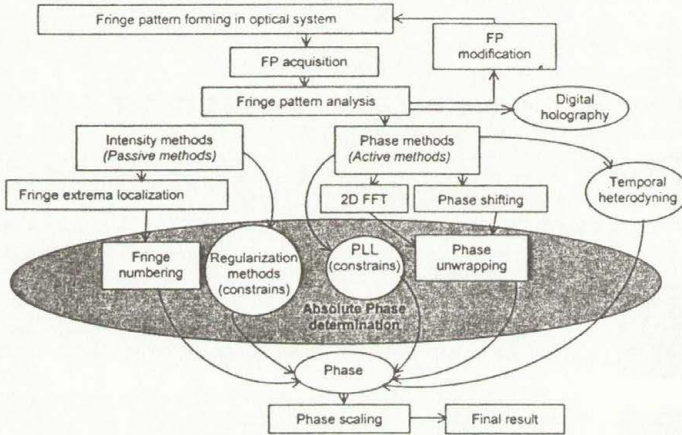 Fringe pattern forming in optical system
FP
modification
FP acquisition
Fringe pattern analysis
Digital
holography
Intensity methods
(Passive methods)
Phase methods
(Active methods)
Temporal
heterodyning
Fringe extrema localization
2D FFT
Phase shifting
Fringe
numbering
Regularization
methods
(constrains)
PLL
(constrains)
Phase
unwrapping
Absolute Phase
determination
Phase
Phase scaling
Final result